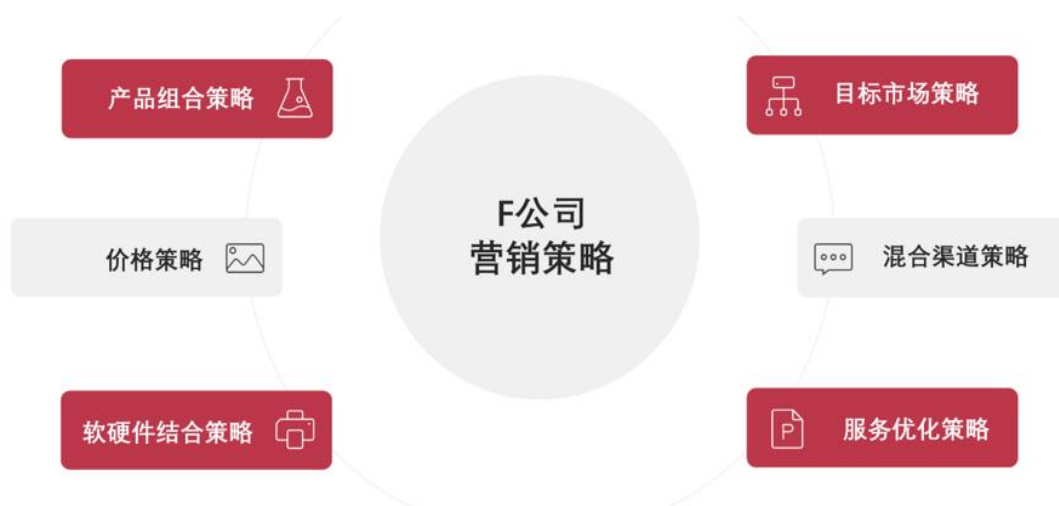 产品组合策略
目标市场策略
F公司
营销策略
价格策略
混合渠道策略
软硬件结合策略
P
服务优化策略